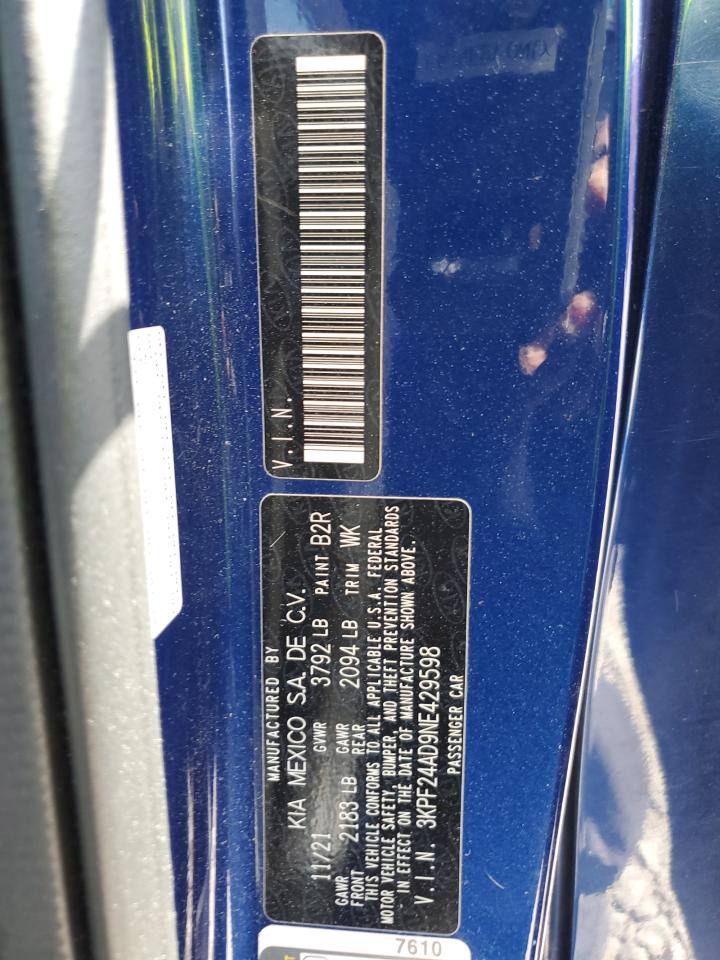 V.I.N.
MANUFACTURED BY
KIA MEXICO S.A. DE C.V.
11/21 GVWR 3792 LB PAINT B2R
GAWR FRONT 2183 LB GAWR REAR 2094 LB TRIM WK
THIS VEHICLE CONFORMS TO ALL APPLICABLE U.S.A. FEDERAL
MOTOR VEHICLE SAFETY, BUMPER, AND THEFT PREVENTION STANDARDS
IN EFFECT ON THE DATE OF MANUFACTURE SHOWN ABOVE.
V.I.N. 3KPF24AD9NE429598
PASSENGER CAR
7610